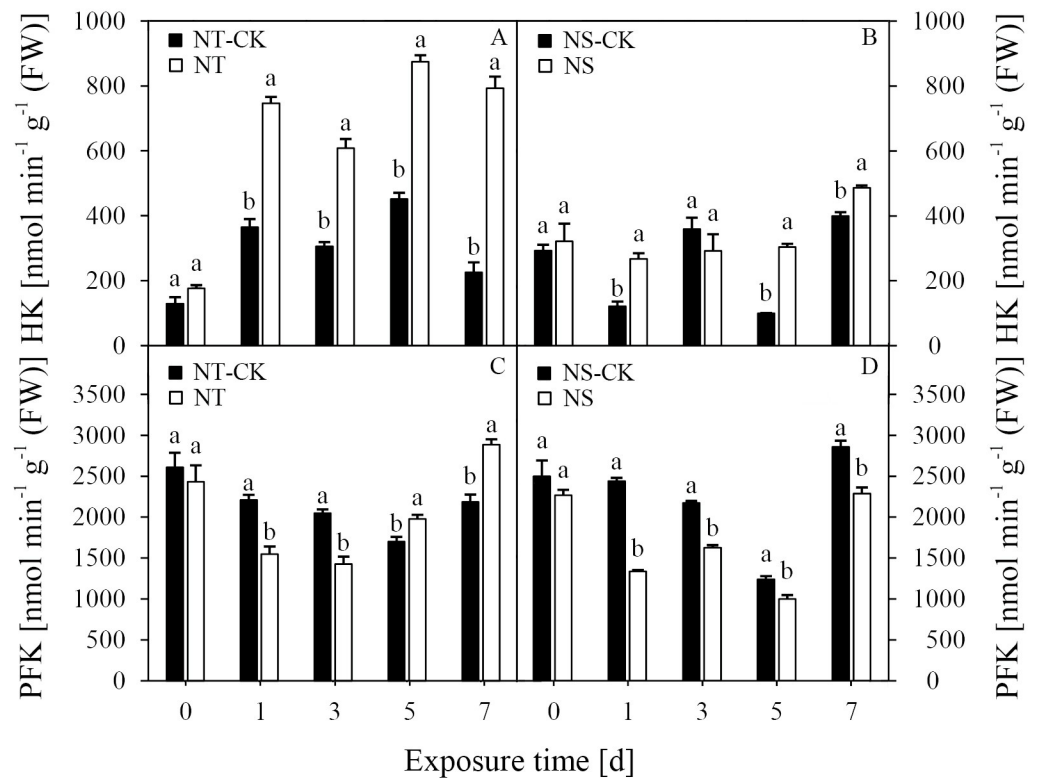 HK [nmol min⁻¹ g⁻¹ (FW)]
1000
800
600
400
200
0
NT-CK
NT
A
a a
b a
b a
b a
b a
NS-CK
NS
B
a a
b a
a a
b a
b a
1000
800
600
400
200
0
HK [nmol min⁻¹ g⁻¹ (FW)]
PFK [nmol min⁻¹ g⁻¹ (FW)]
3500
3000
2500
2000
1500
1000
500
0
NT-CK
NT
C
a a
a b
a b
b a
b a
0 1 3 5 7
NS-CK
NS
D
a a
a b
a b
a b
a b
0 1 3 5 7
3500
3000
2500
2000
1500
1000
500
0
PFK [nmol min⁻¹ g⁻¹ (FW)]
Exposure time [d]